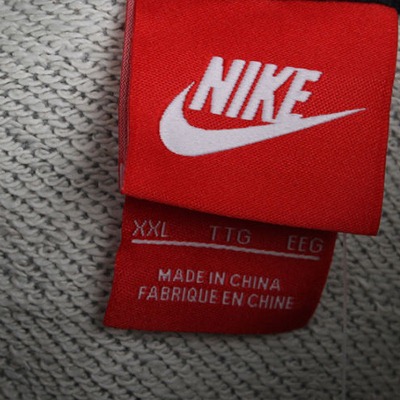 NIKE
XXL TTG EEG
MADE IN CHINA
FABRIQUE EN CHINE